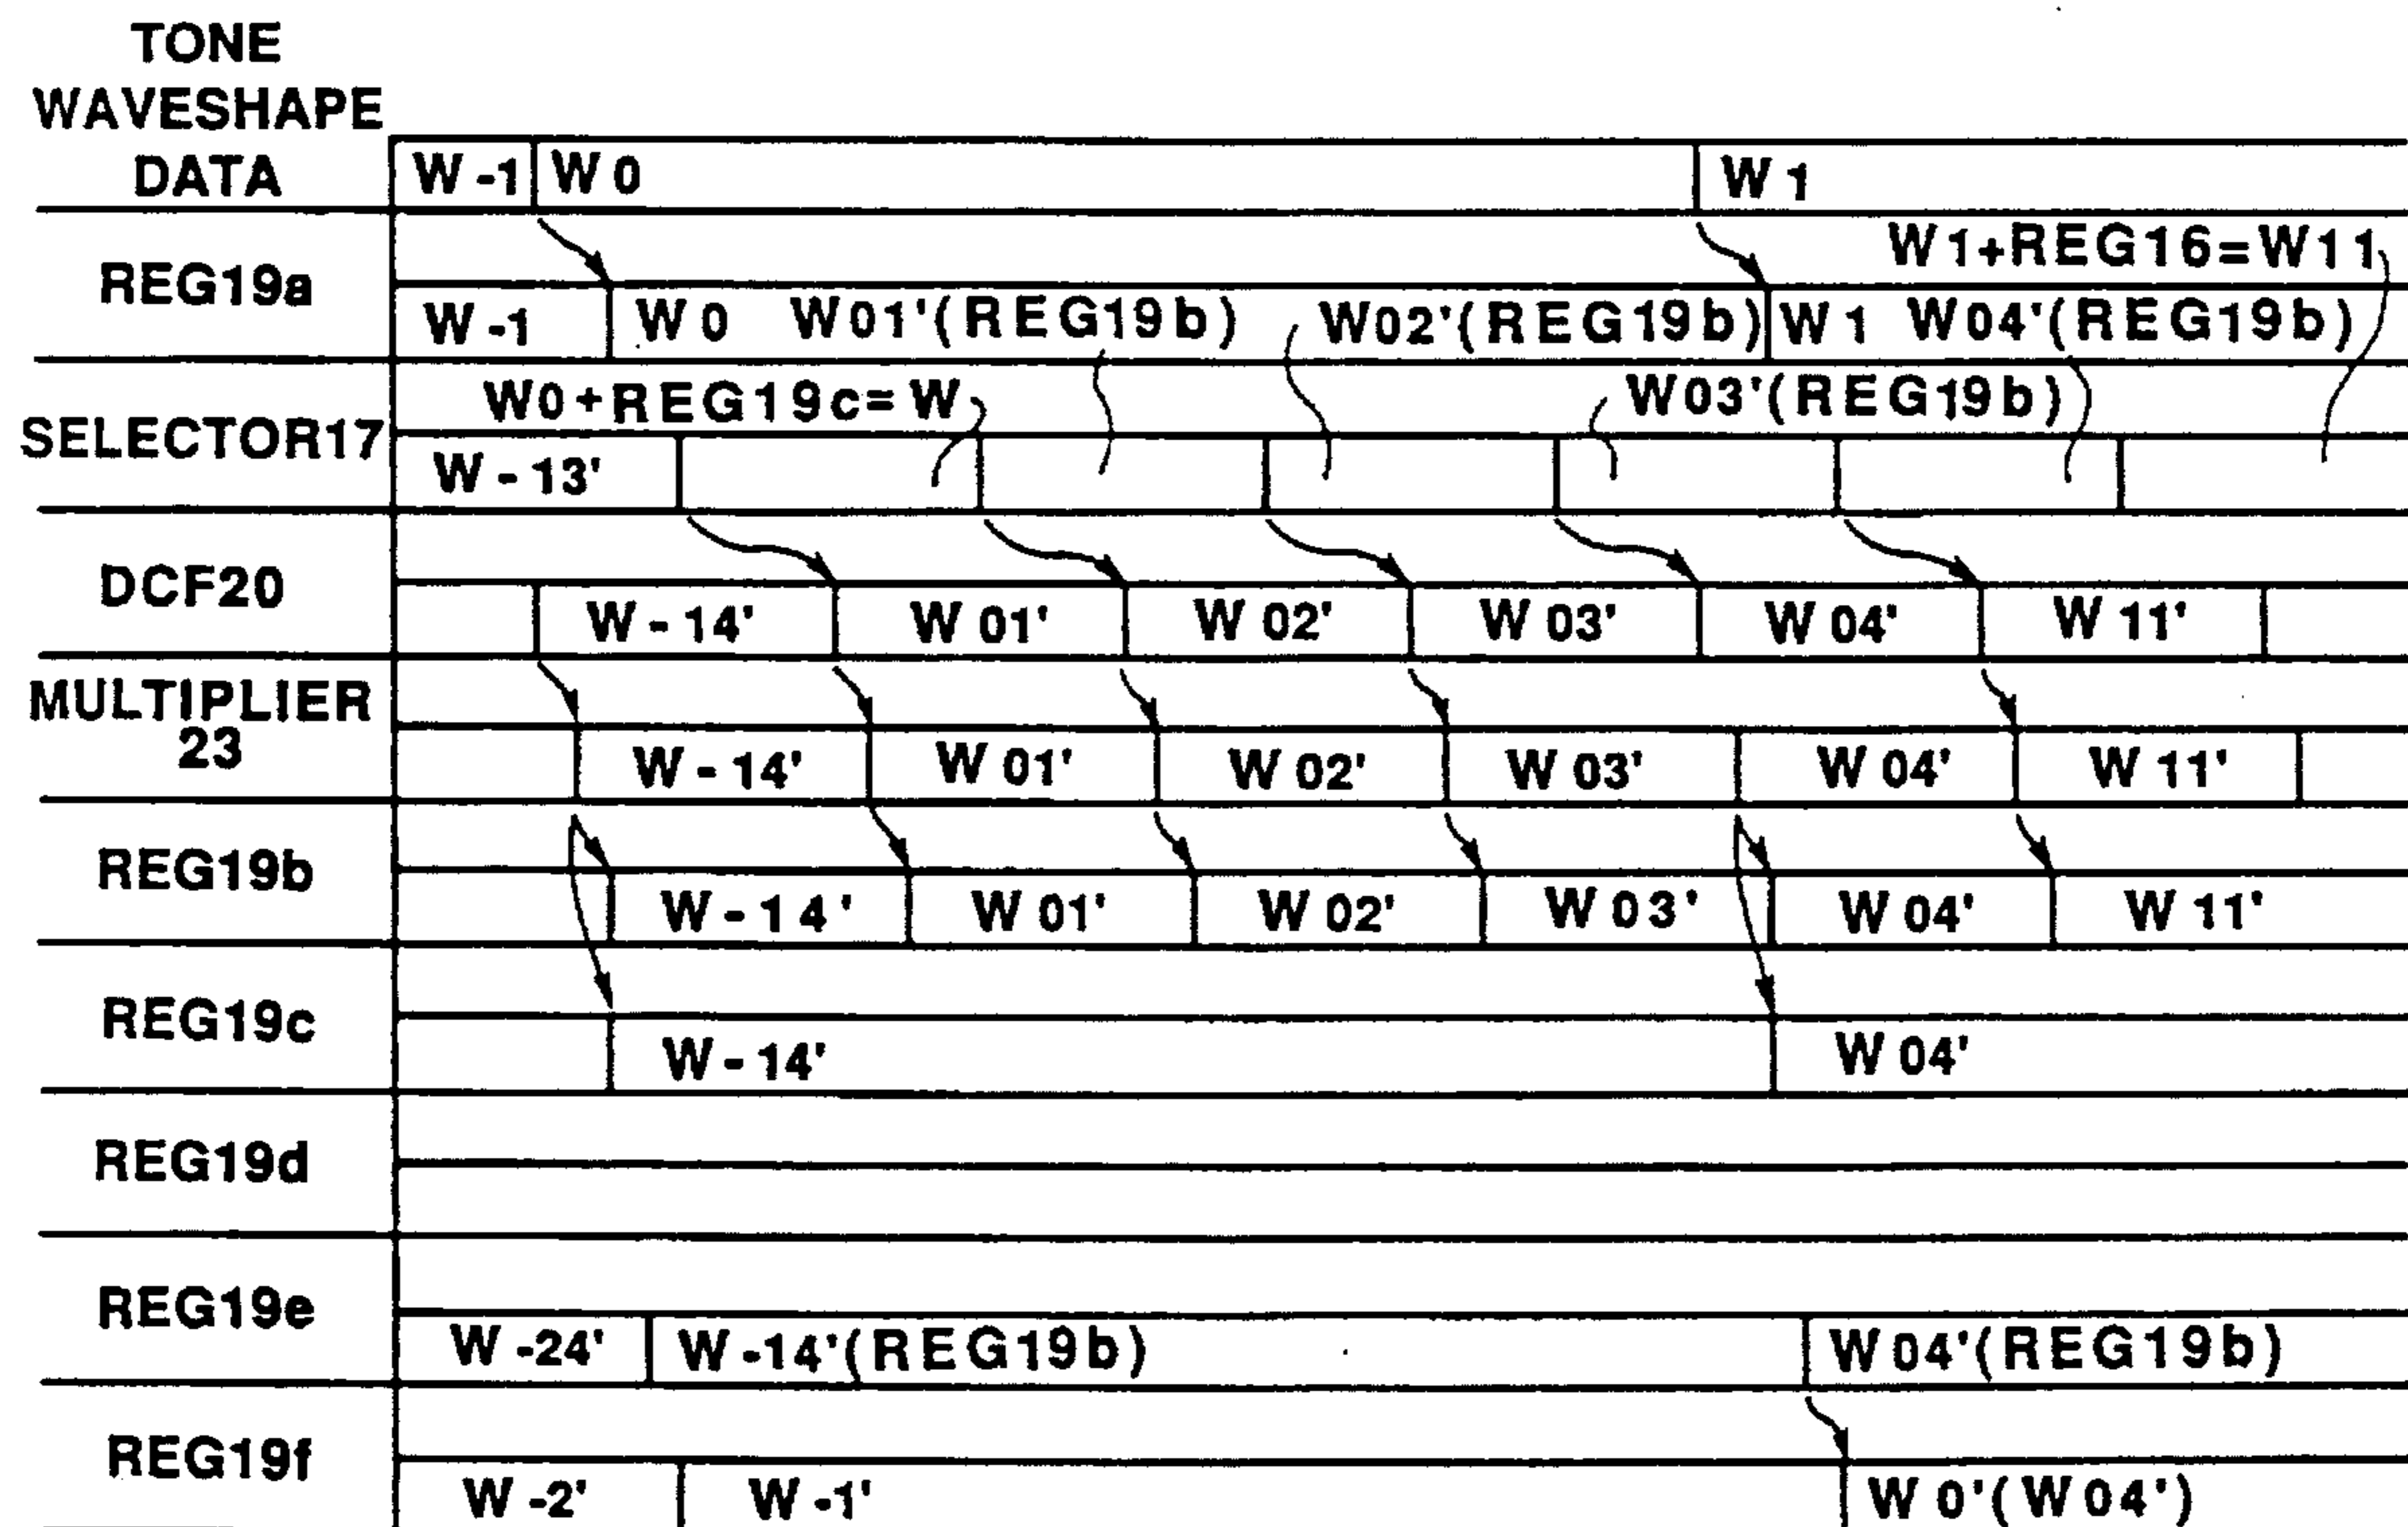 TONE
WAVESHAPE
DATA
W -1 W 0 W 1
W1+REG16=W11
REG19a
W -1 W 0 W01'(REG19b) W02'(REG19b) W 1 W04'(REG19b)
W0+REG19c=W W03'(REG19b)
SELECTOR17
W - 13'
DCF20
W - 14' W 01' W 02' W 03' W 04' W 11'
MULTIPLIER
23
W - 14' W 01' W 02' W 03' W 04' W 11'
REG19b
W - 14' W 01' W 02' W 03' W 04' W 11'
REG19c
W - 14' W 04'
REG19d
REG19e
W -24' W -14'(REG19b) W 04'(REG19b)
REG19f
W -2' W -1' W 0'(W 04')